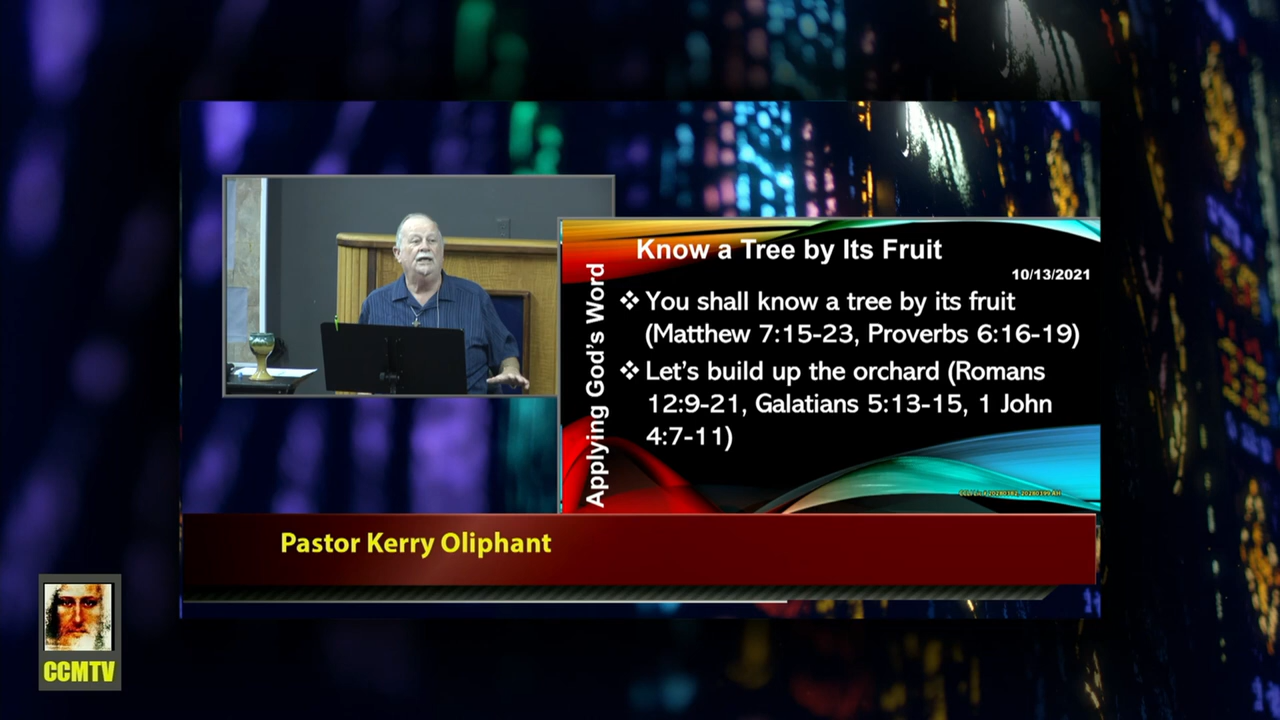 Know a Tree by Its Fruit
10/13/2021
Applying God's Word
❖ You shall know a tree by its fruit
(Matthew 7:15-23, Proverbs 6:16-19)
❖ Let's build up the orchard (Romans
12:9-21, Galatians 5:13-15, 1 John
4:7-11)
Pastor Kerry Oliphant
CCMTV